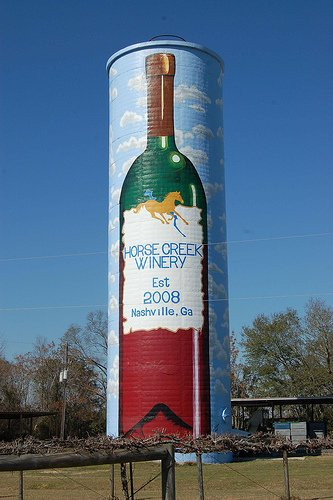 HORSE CREEK
WINERY
Est
2008
Nashville, Ga